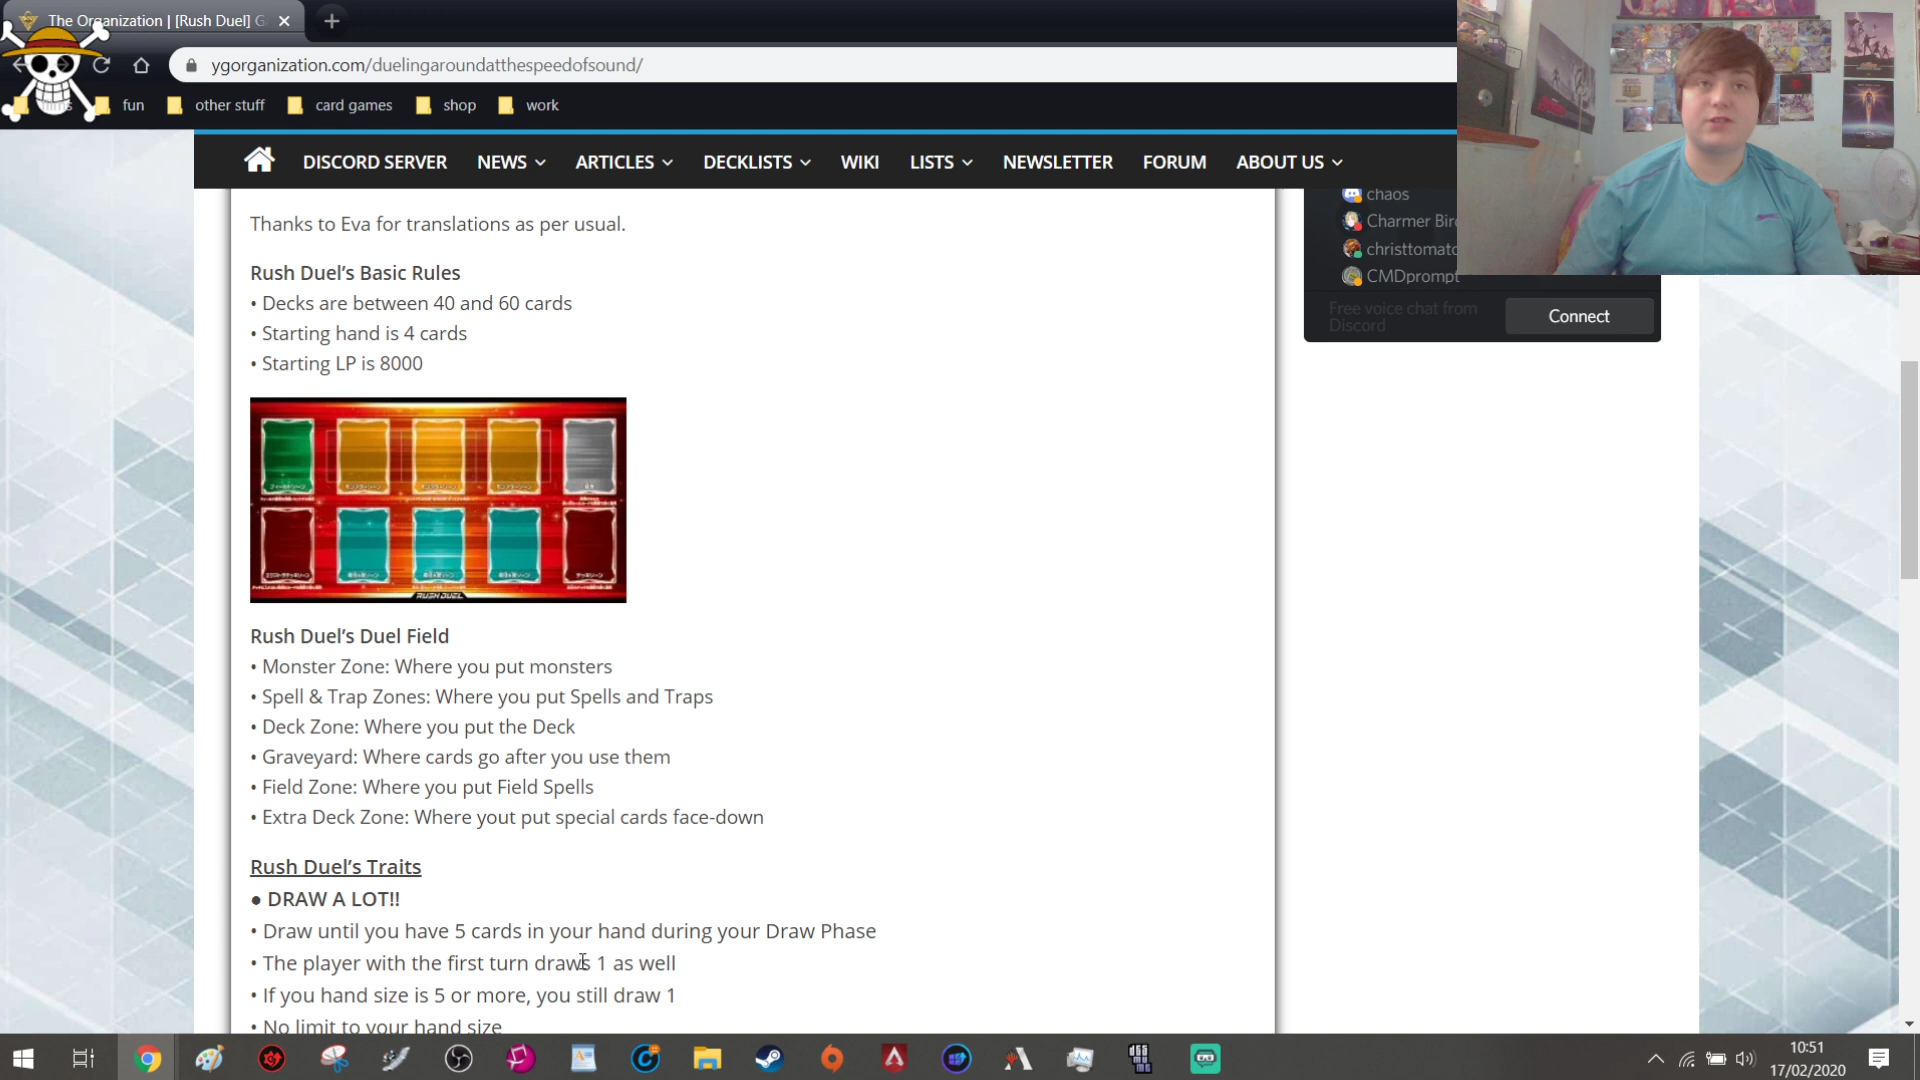 The Organization | [Rush Duel] G
ygorganization.com/duelingaroundatthespeedofsound/
fun
other stuff
card games
shop
work
DISCORD SERVER
NEWS
ARTICLES
DECKLISTS
WIKI
LISTS
NEWSLETTER
FORUM
ABOUT US
chaos
Charmer Bir
christtomato
CMDprompt
Free voice chat from
Discord
Connect
Thanks to Eva for translations as per usual.
Rush Duel's Basic Rules
• Decks are between 40 and 60 cards
• Starting hand is 4 cards
• Starting LP is 8000
RUSH DUEL
Rush Duel's Duel Field
• Monster Zone: Where you put monsters
• Spell & Trap Zones: Where you put Spells and Traps
• Deck Zone: Where you put the Deck
• Graveyard: Where cards go after you use them
• Field Zone: Where you put Field Spells
• Extra Deck Zone: Where yout put special cards face-down
Rush Duel's Traits
● DRAW A LOT!!
• Draw until you have 5 cards in your hand during your Draw Phase
• The player with the first turn draws 1 as well
• If you hand size is 5 or more, you still draw 1
• No limit to your hand size
10:51
17/02/2020